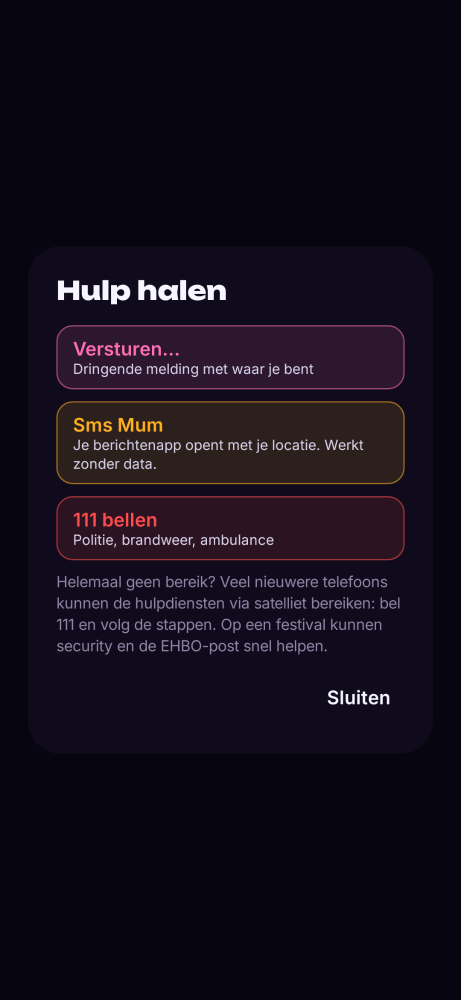 Hulp halen
Versturen...
Dringende melding met waar je bent
Sms Mum
Je berichtenapp opent met je locatie. Werkt
zonder data.
111 bellen
Politie, brandweer, ambulance
Helemaal geen bereik? Veel nieuwere telefoons
kunnen de hulpdiensten via satelliet bereiken: bel
111 en volg de stappen. Op een festival kunnen
security en de EHBO-post snel helpen.
Sluiten